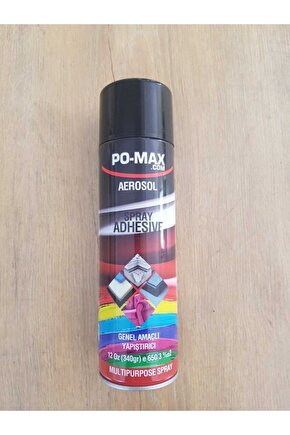 PO-MAX
.COM
AEROSOL
SPRAY
ADHESIVE
GENEL AMAÇLI
YAPIŞTIRICI
12 Oz (340gr) e 650
MULTIPURPOSE SPRAY